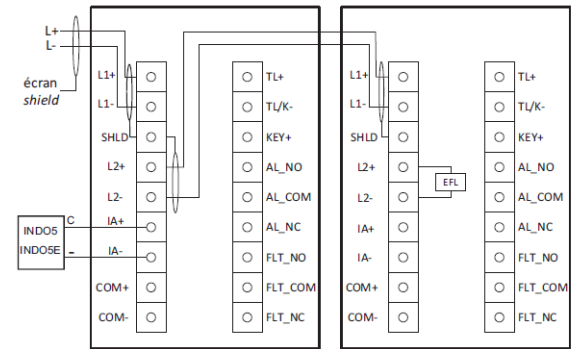 L+
L-
écran
shield
L1+
L1-
SHLD
L2+
L2-
IA+
IA-
COM+
COM-
INDO5
INDO5E
C
-
TL+
TL/K-
KEY+
AL_NO
AL_COM
AL_NC
FLT_NO
FLT_COM
FLT_NC
L1+
L1-
SHLD
L2+
L2-
IA+
IA-
COM+
COM-
EFL
TL+
TL/K-
KEY+
AL_NO
AL_COM
AL_NC
FLT_NO
FLT_COM
FLT_NC